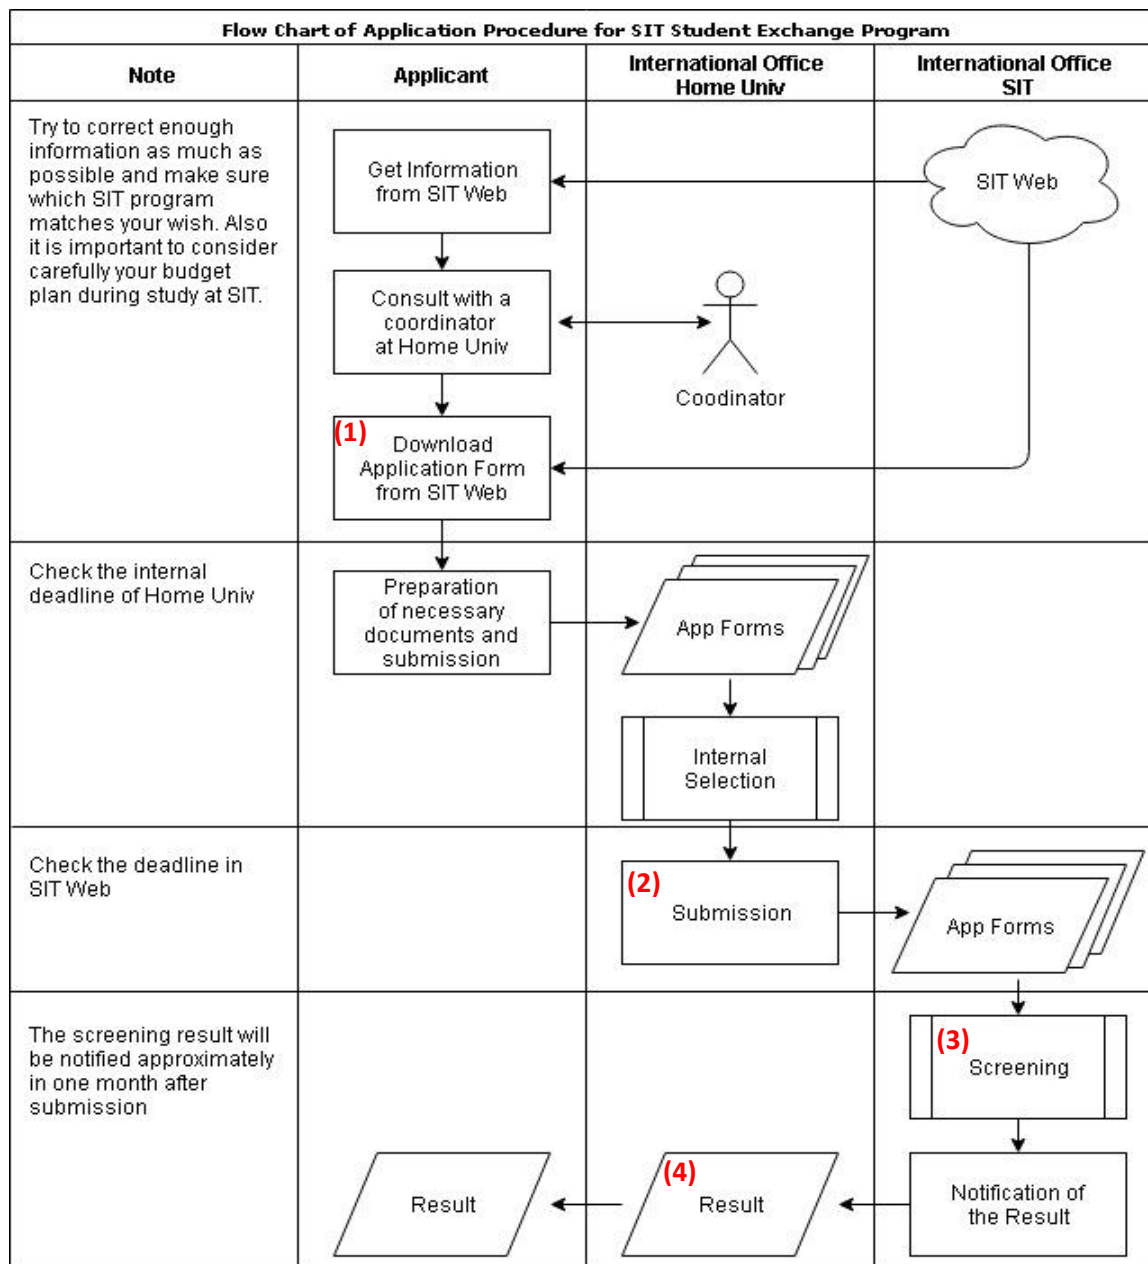 Flow Chart of Application Procedure for SIT Student Exchange Program
Note
Applicant
International Office
Home Univ
International Office
SIT
Try to correct enough
information as much as
possible and make sure
which SIT program
matches your wish. Also
it is important to consider
carefully your budget
plan during study at SIT.
Get Information
from SIT Web
SIT Web
Consult with a
coordinator
at Home Univ
Coodinator
(1)
Download
Application Form
from SIT Web
Check the internal
deadline of Home Univ
Preparation
of necessary
documents and
submission
App Forms
Internal
Selection
Check the deadline in
SIT Web
(2)
Submission
App Forms
The screening result will
be notified approximately
in one month after
submission
(3)
Screening
Result
(4)
Result
Notification of
the Result